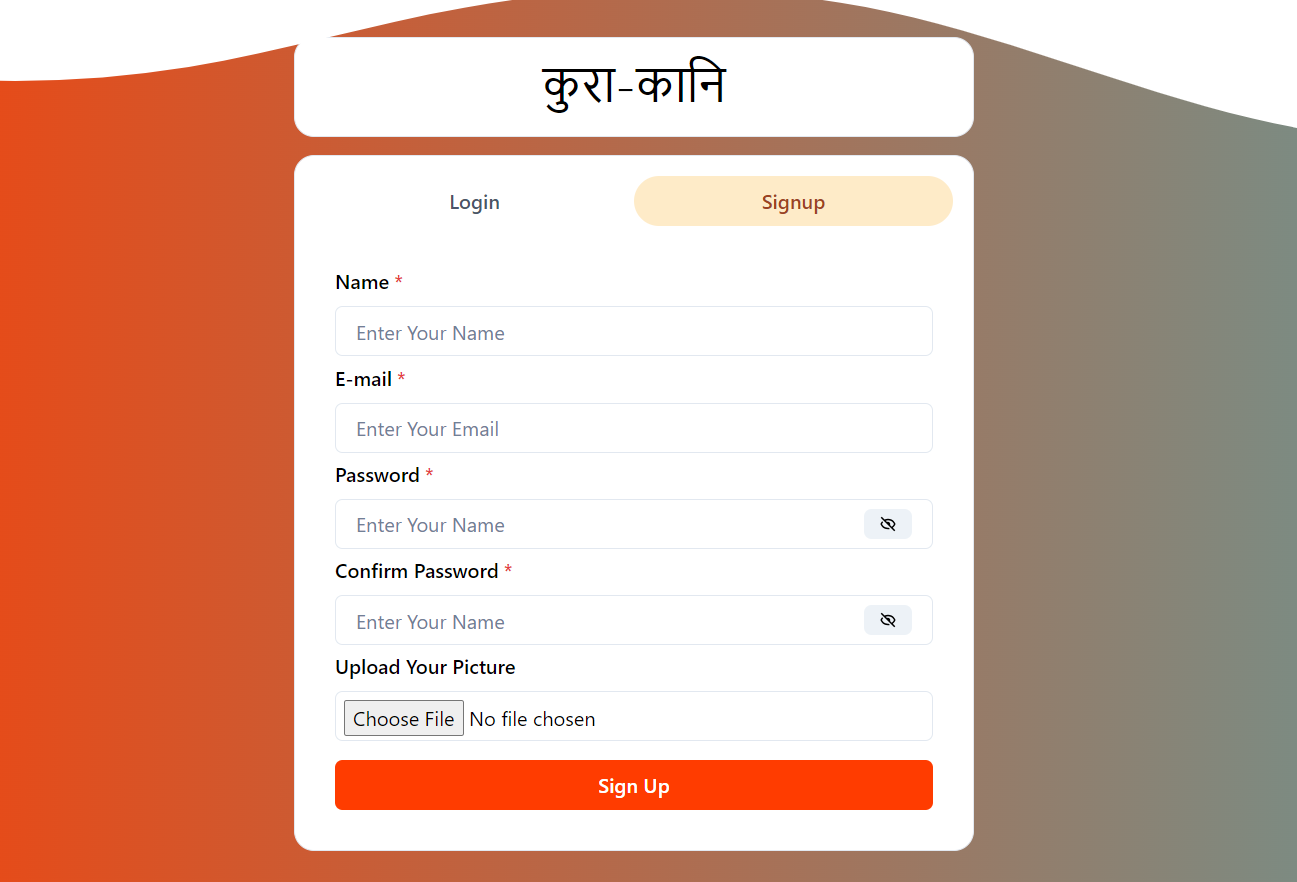 कुरा-कानि
Login Signup
Name *
Enter Your Name
E-mail *
Enter Your Email
Password *
Enter Your Name
Confirm Password *
Enter Your Name
Upload Your Picture
Choose File No file chosen
Sign Up